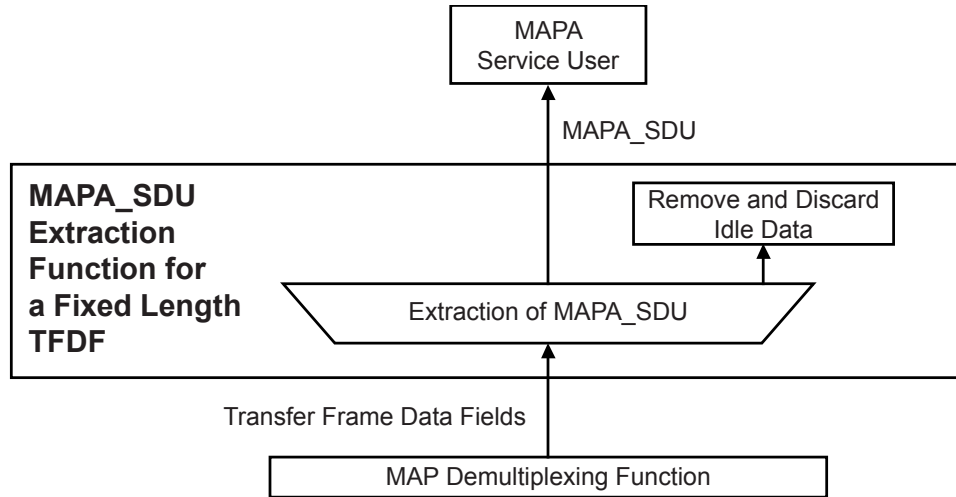 MAPA
Service User
MAPA_SDU
MAPA_SDU
Extraction
Function for
a Fixed Length
TFDF
Remove and Discard
Idle Data
Extraction of MAPA_SDU
Transfer Frame Data Fields
MAP Demultiplexing Function